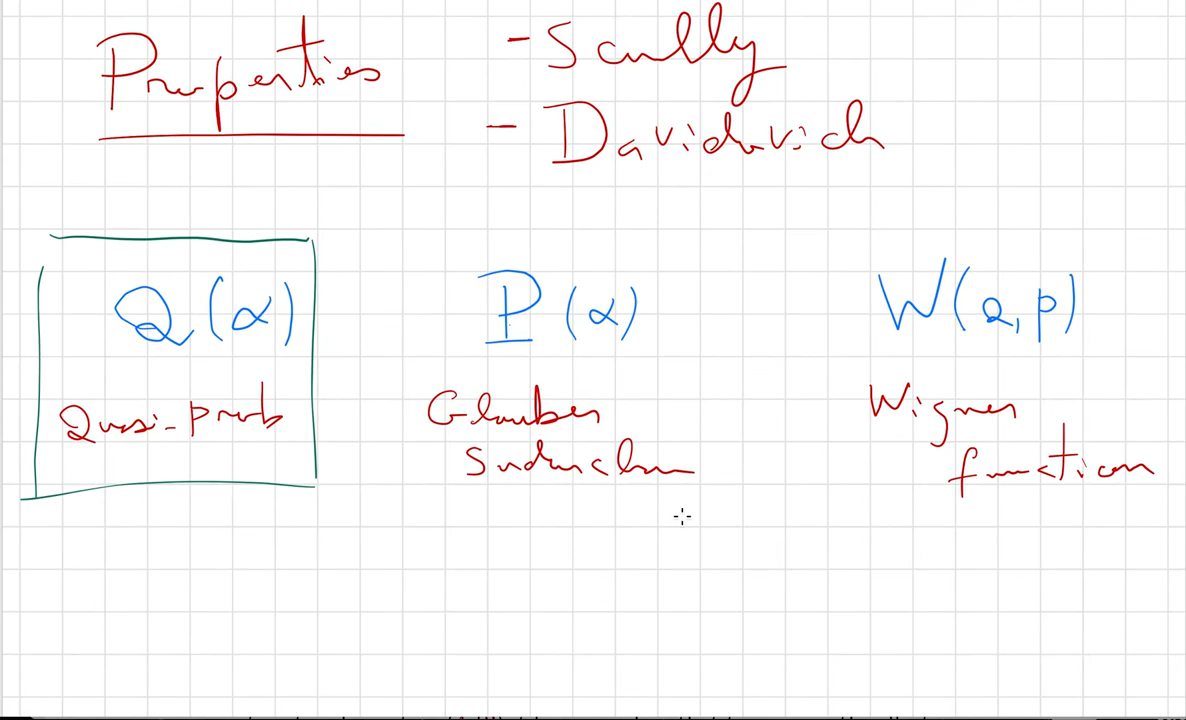 Properties
- Scully
- Davidovich
Q(α)
P(α)
W(Q,p)
Quasi-prob
Glauber
Sudarshan
Wigner
function